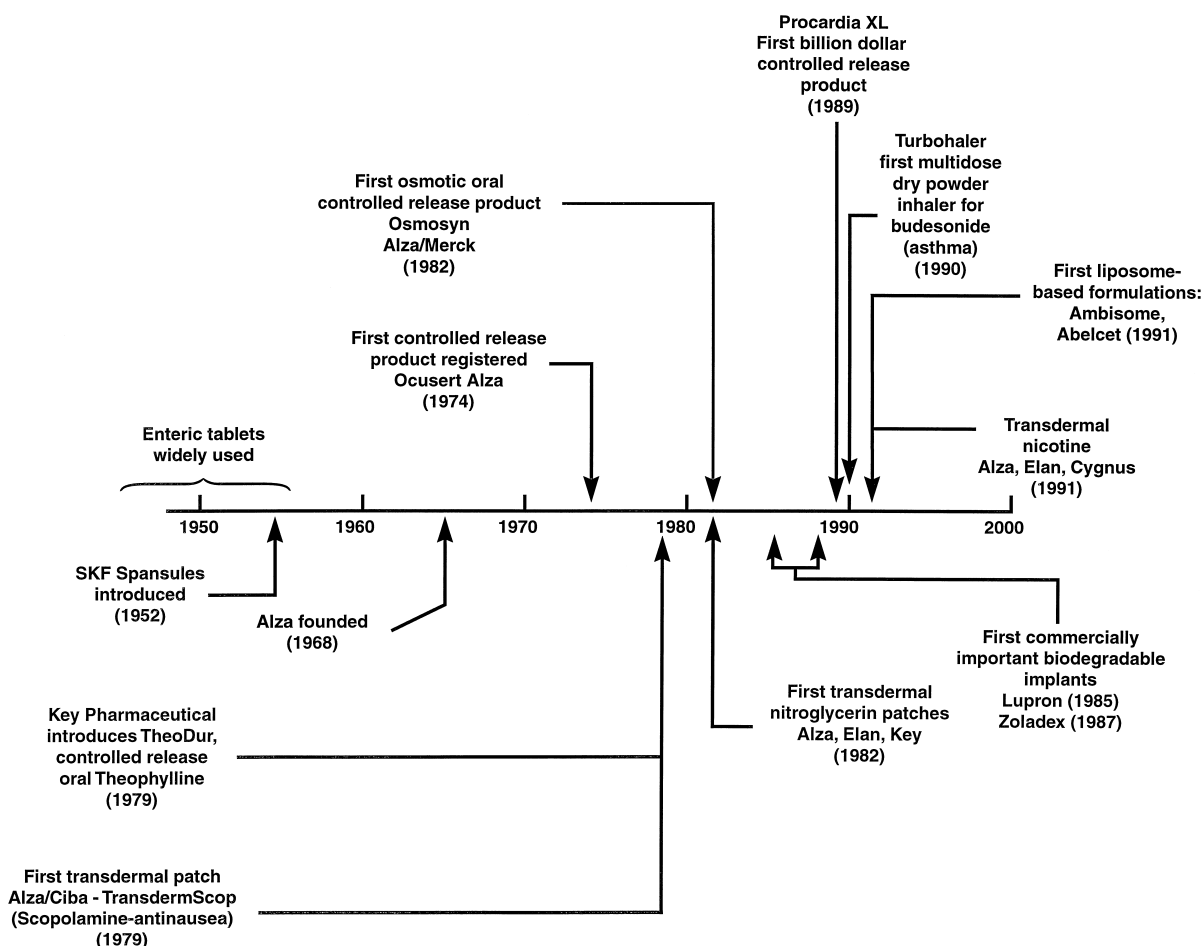 Procardia XL
First billion dollar
controlled release
product
(1989)
Turbohaler
first multidose
dry powder
inhaler for
budesonide
(asthma)
(1990)
First osmotic oral
controlled release product
Osmosyn
Alza/Merck
(1982)
First liposome-
based formulations:
Ambisome,
Abelcet (1991)
First controlled release
product registered
Ocusert Alza
(1974)
Enteric tablets
widely used
Transdermal
nicotine
Alza, Elan, Cygnus
(1991)
1950 1960 1970 1980 1990 2000
SKF Spansules
introduced
(1952)
Alza founded
(1968)
First commercially
important biodegradable
implants
Lupron (1985)
Zoladex (1987)
First transdermal
nitroglycerin patches
Alza, Elan, Key
(1982)
Key Pharmaceutical
introduces TheoDur,
controlled release
oral Theophylline
(1979)
First transdermal patch
Alza/Ciba - TransdermScop
(Scopolamine-antinausea)
(1979)